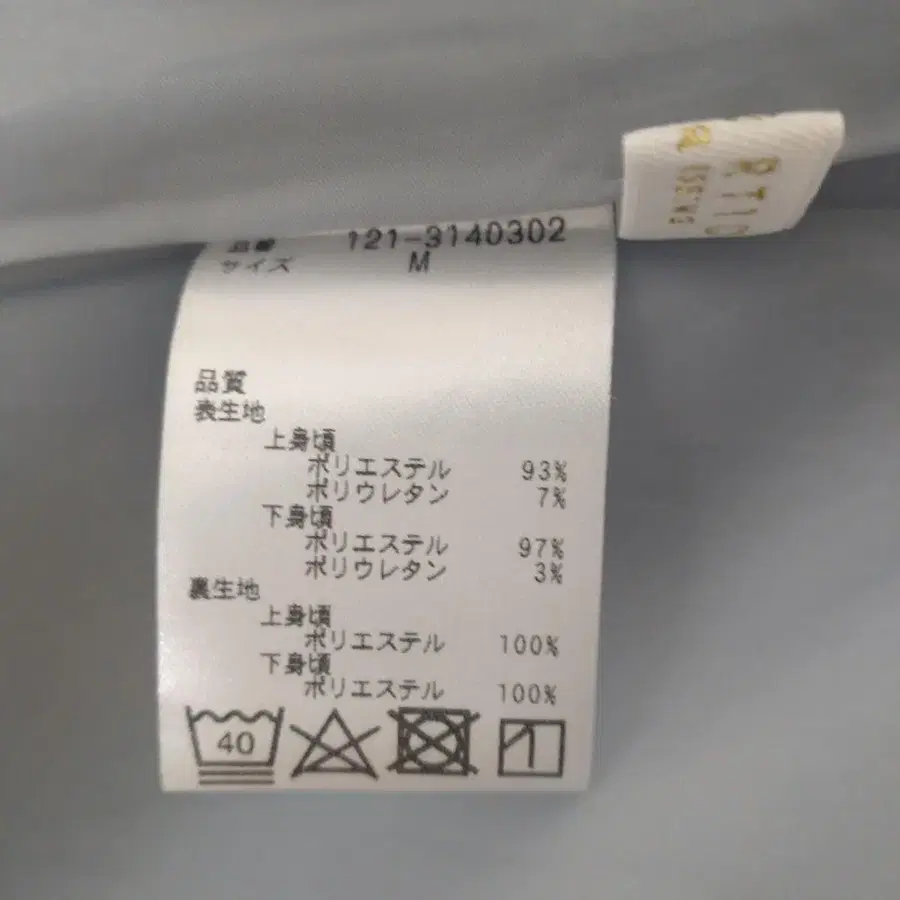 品番 121-3140302
サイズ M
品質
表生地
上身頃
ポリエステル 93%
ポリウレタン 7%
下身頃
ポリエステル 97%
ポリウレタン 3%
裏生地
上身頃
ポリエステル 100%
下身頃
ポリエステル 100%
40